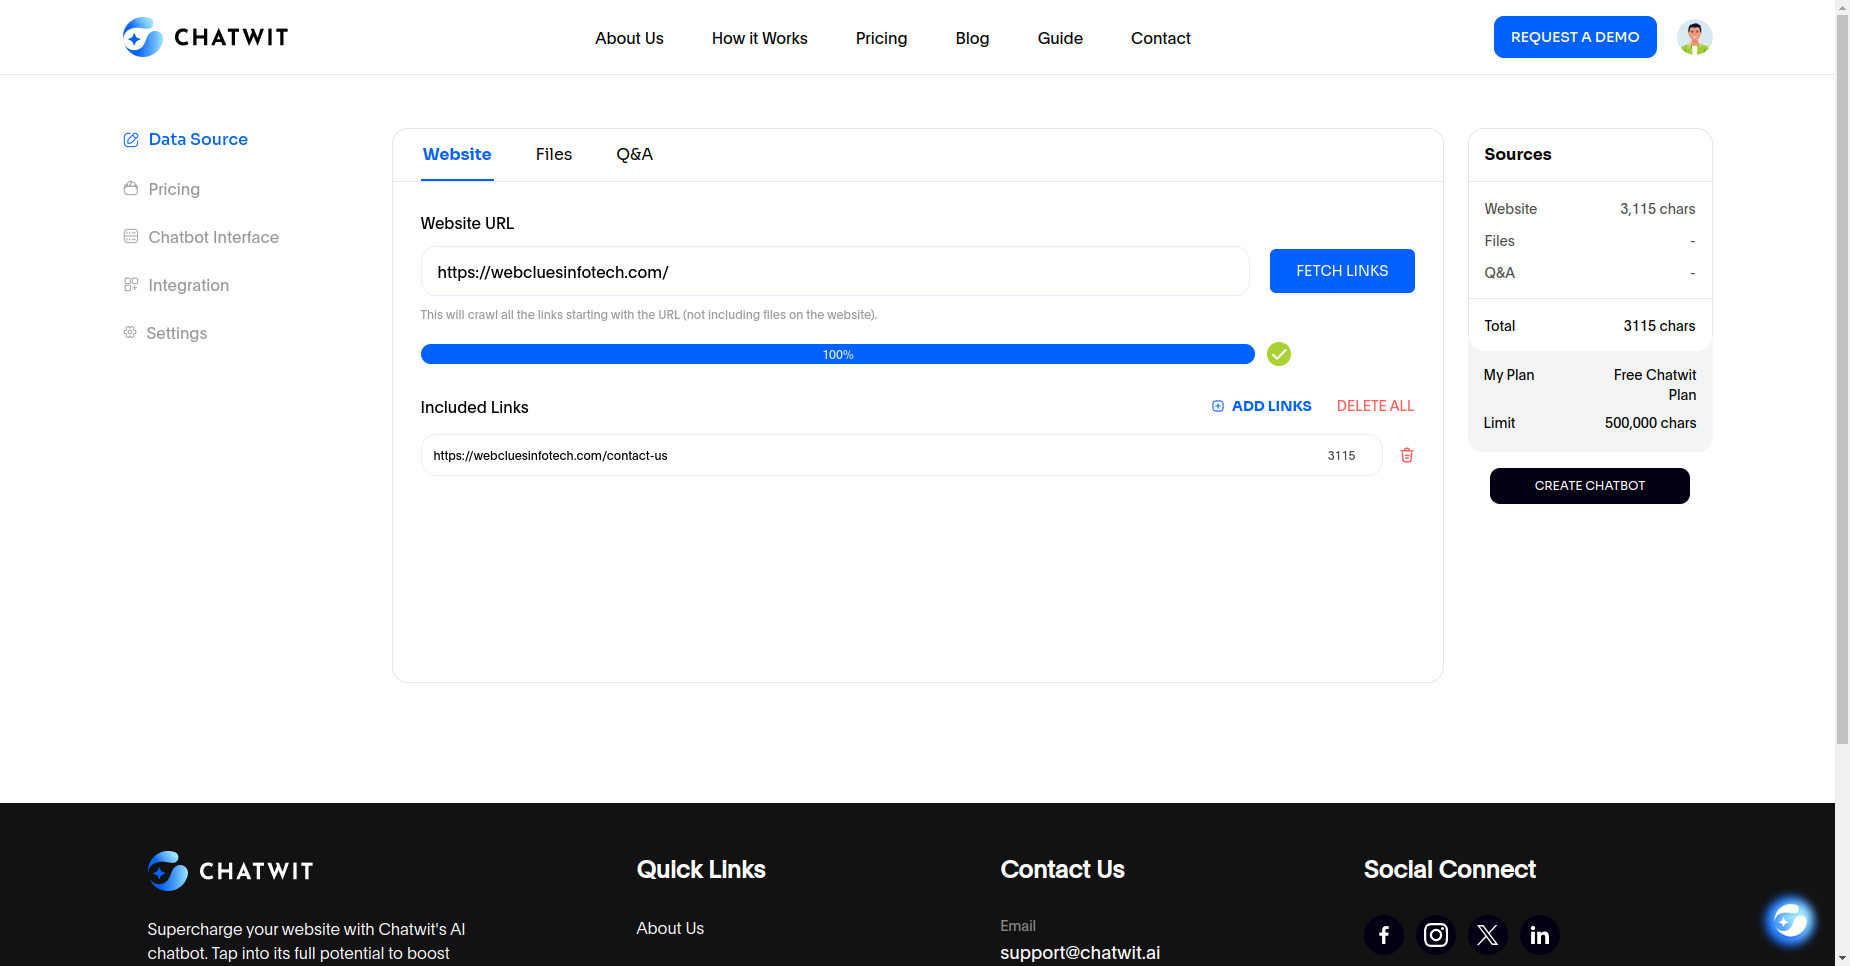 CHATWIT
About Us
How it Works
Pricing
Blog
Guide
Contact
REQUEST A DEMO
Data Source
Pricing
Chatbot Interface
Integration
Settings
Website
Files
Q&A
Website URL
https://webcluesinfotech.com/
FETCH LINKS
This will crawl all the links starting with the URL (not including files on the website).
100%
Included Links
ADD LINKS
DELETE ALL
https://webcluesinfotech.com/contact-us
3115
Sources
Website 3,115 chars
Files -
Q&A -
Total 3115 chars
My Plan Free Chatwit
Plan
Limit 500,000 chars
CREATE CHATBOT
CHATWIT
Supercharge your website with Chatwit's AI
chatbot. Tap into its full potential to boost
Quick Links
About Us
Contact Us
Email
support@chatwit.ai
Social Connect